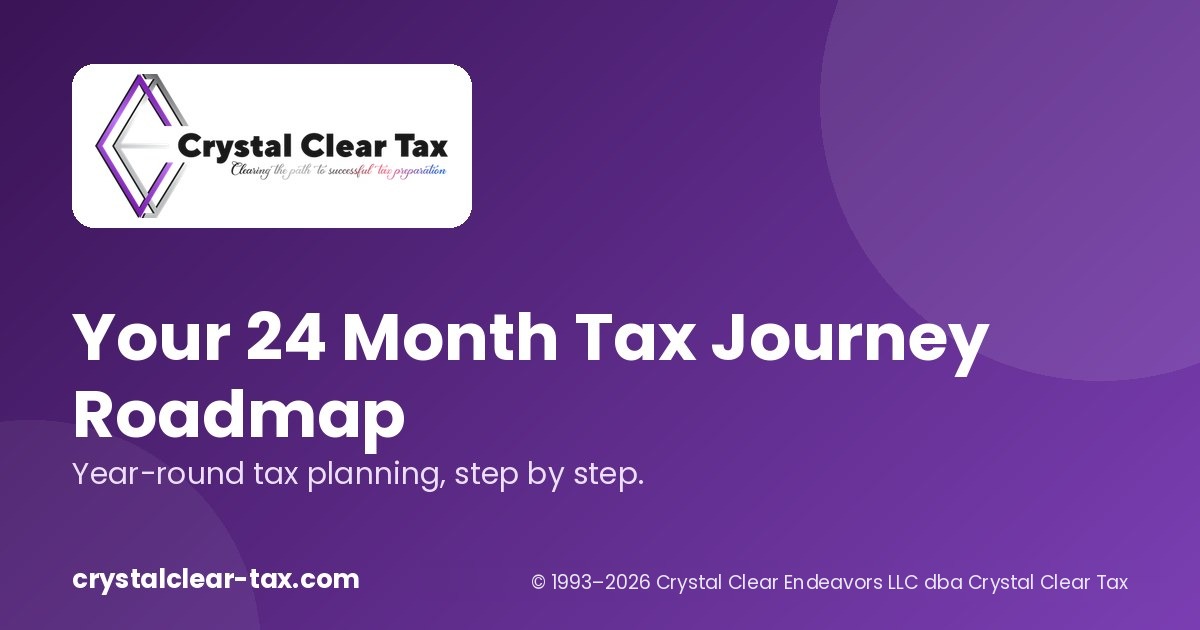 Crystal Clear Tax
Clearing the path to successful tax preparation
Your 24 Month Tax Journey
Roadmap
Year-round tax planning, step by step.
crystalclear-tax.com
© 1993–2026 Crystal Clear Endeavors LLC dba Crystal Clear Tax